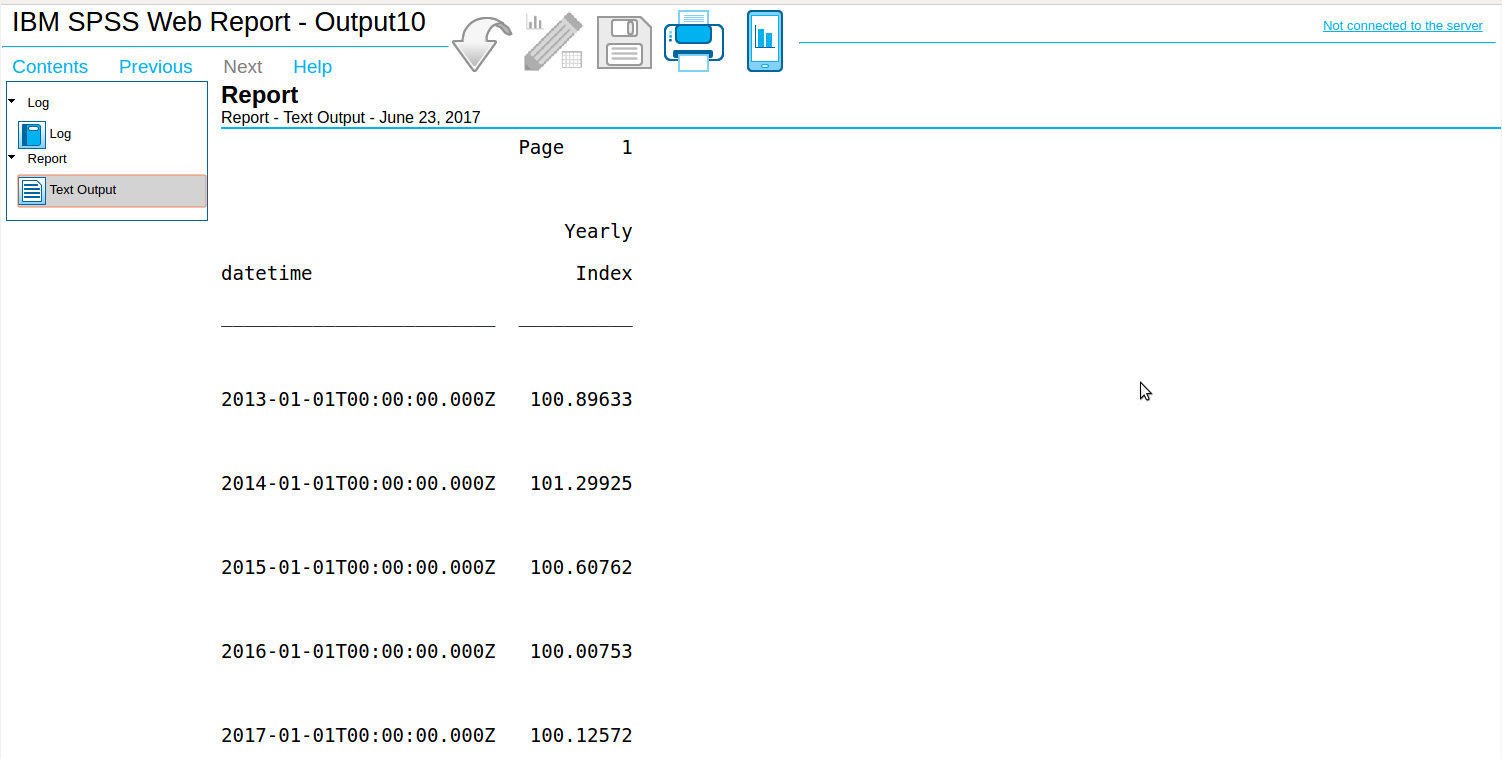 IBM SPSS Web Report - Output10
Not connected to the server
Contents Previous Next Help
Log
Log
Report
Text Output
Report
Report - Text Output - June 23, 2017
Page 1
Yearly
datetime Index
________________________ __________
2013-01-01T00:00:00.000Z 100.89633
2014-01-01T00:00:00.000Z 101.29925
2015-01-01T00:00:00.000Z 100.60762
2016-01-01T00:00:00.000Z 100.00753
2017-01-01T00:00:00.000Z 100.12572